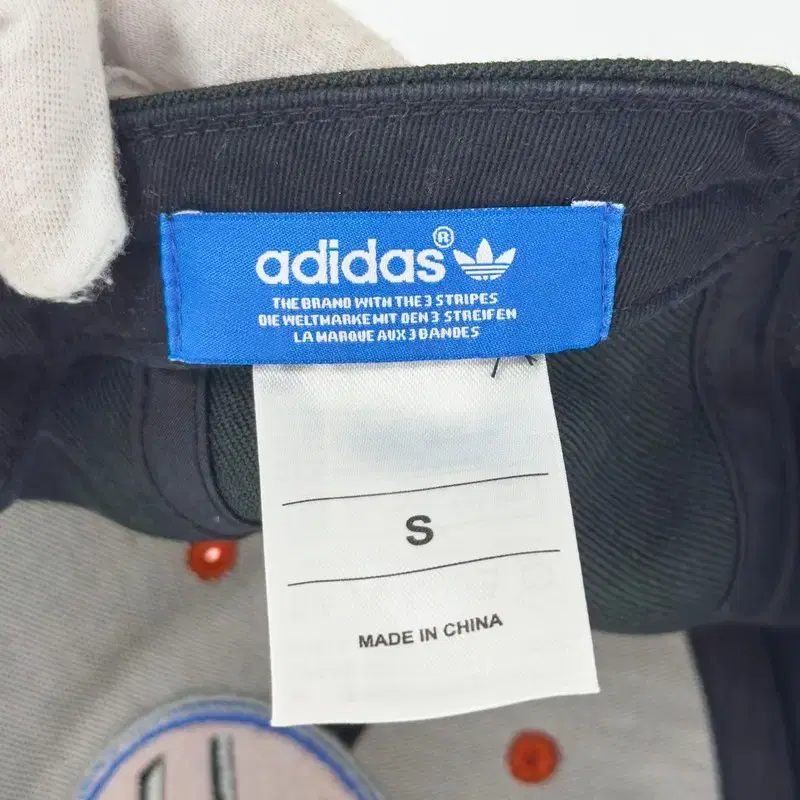 adidas®
THE BRAND WITH THE 3 STRIPES
DIE WELTMARKE MIT DEN 3 STREIFEN
LA MARQUE AUX 3 BANDES
S
MADE IN CHINA